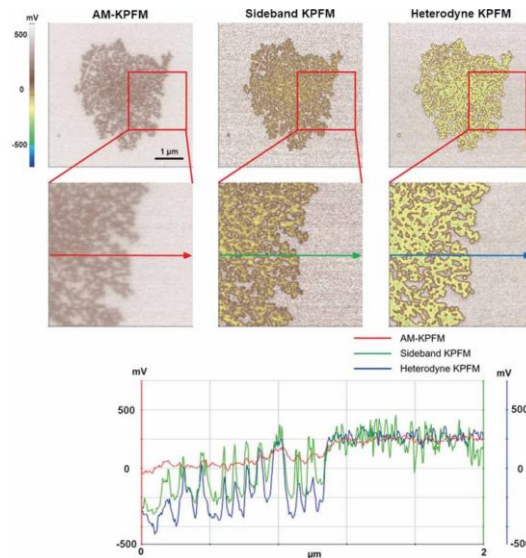 mV
AM-KPFM
Sideband KPFM
Heterodyne KPFM
500
0
-500
1 µm
AM-KPFM
Sideband KPFM
Heterodyne KPFM
mV
mV
500
500
0
0
-500
-500
0
µm
2